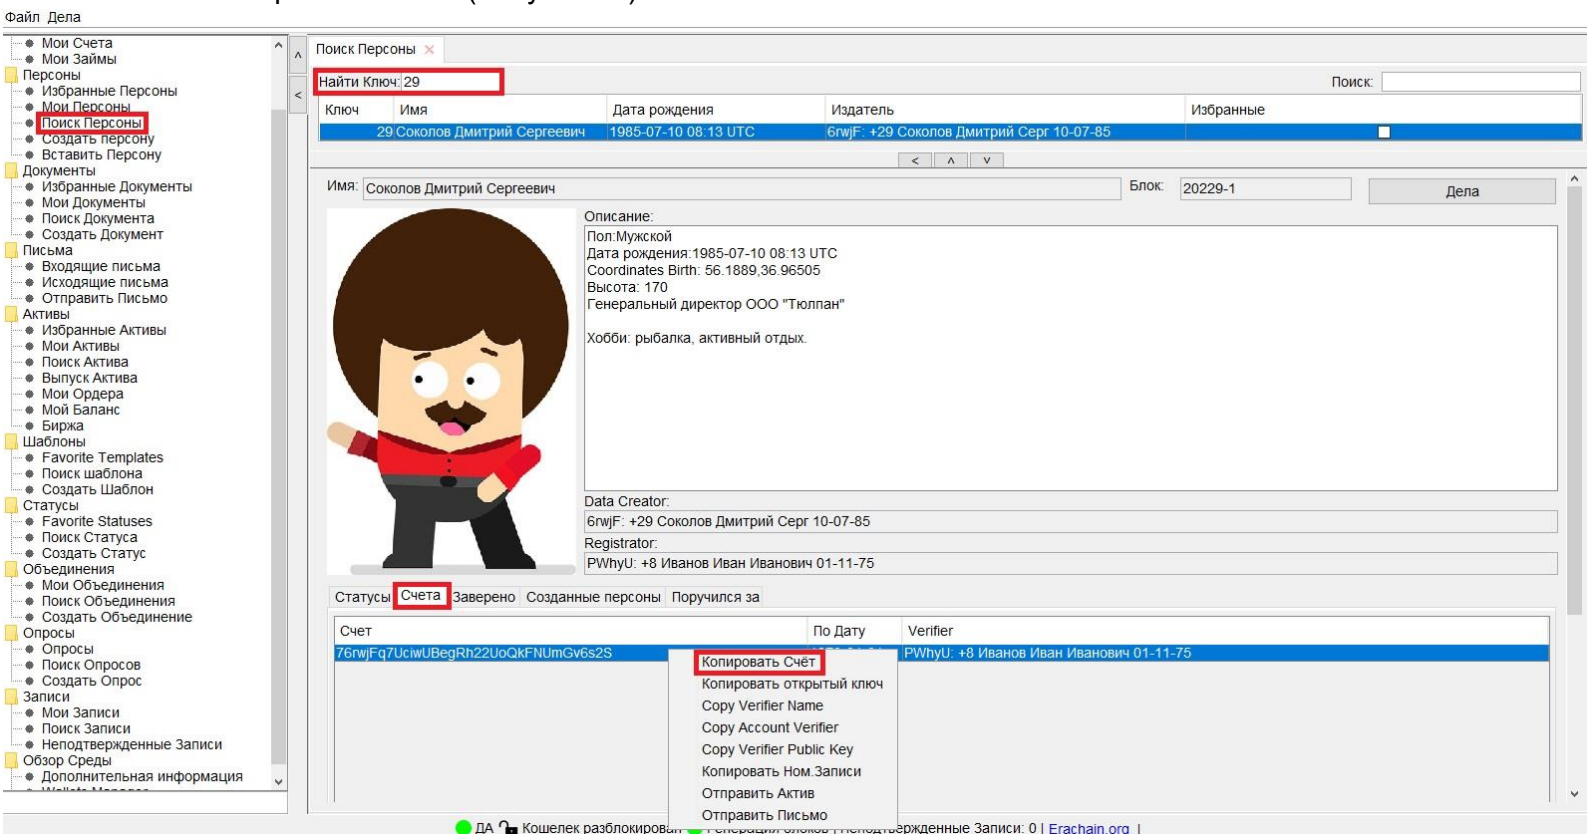 Файл Дела
Мои Счета
Мои Займы
Персоны
Избранные Персоны
Мои Персоны
Поиск Персоны
Создать персону
Вставить Персону
Документы
Избранные Документы
Мои Документы
Поиск Документа
Создать Документ
Письма
Входящие письма
Исходящие письма
Отправить Письмо
Активы
Избранные Активы
Мои Активы
Поиск Актива
Выпуск Актива
Мои Ордера
Мой Баланс
Биржа
Шаблоны
Favorite Templates
Поиск шаблона
Создать Шаблон
Статусы
Favorite Statuses
Поиск Статуса
Создать Статус
Объединения
Мои Объединения
Поиск Объединения
Создать Объединение
Опросы
Опросы
Поиск Опросов
Создать Опрос
Записи
Мои Записи
Поиск Записи
Неподтвержденные Записи
Обзор Среды
Дополнительная информация
Поиск Персоны
Найти Ключ: 29 Поиск:
Ключ Имя Дата рождения Издатель Избранные
29 Соколов Дмитрий Сергеевич 1985-07-10 08:13 UTC 6rwjF: +29 Соколов Дмитрий Серг 10-07-85
Имя: Соколов Дмитрий Сергеевич Блок: 20229-1 Дела
Описание:
Пол:Мужской
Дата рождения:1985-07-10 08:13 UTC
Coordinates Birth: 56.1889,36.96505
Высота: 170
Генеральный директор ООО "Тюлпан"
Хобби: рыбалка, активный отдых.
Data Creator:
6rwjF: +29 Соколов Дмитрий Серг 10-07-85
Registrator:
PWhyU: +8 Иванов Иван Иванович 01-11-75
Статусы Счета Заверено Созданные персоны Поручился за
Счет По Дату Verifier
76rwjFq7UciwUBegRh22UoQkFNUmGv6s2S PWhyU: +8 Иванов Иван Иванович 01-11-75
Копировать Счёт
Копировать открытый ключ
Copy Verifier Name
Copy Account Verifier
Copy Verifier Public Key
Копировать Ном.Записи
Отправить Актив
Отправить Письмо
ДА Кошелек разблокирован Генерация блоков | Неподтвержденные Записи: 0 | Erachain.org |